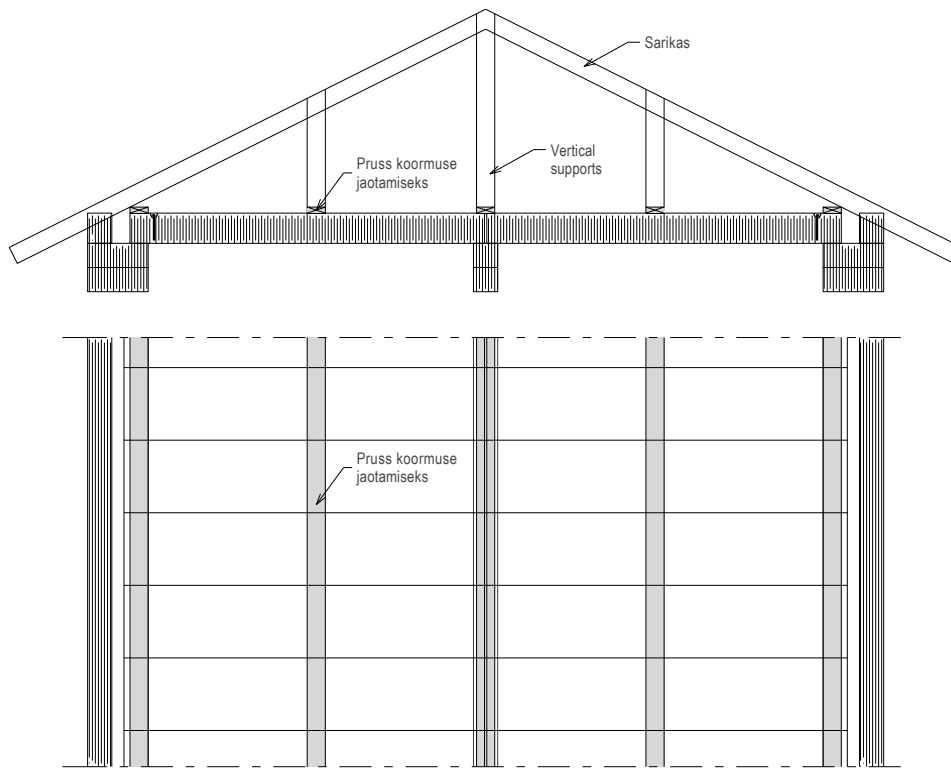 Sarikas
Pruss koormuse
jaotamiseks
Vertical
supports
Pruss koormuse
jaotamiseks